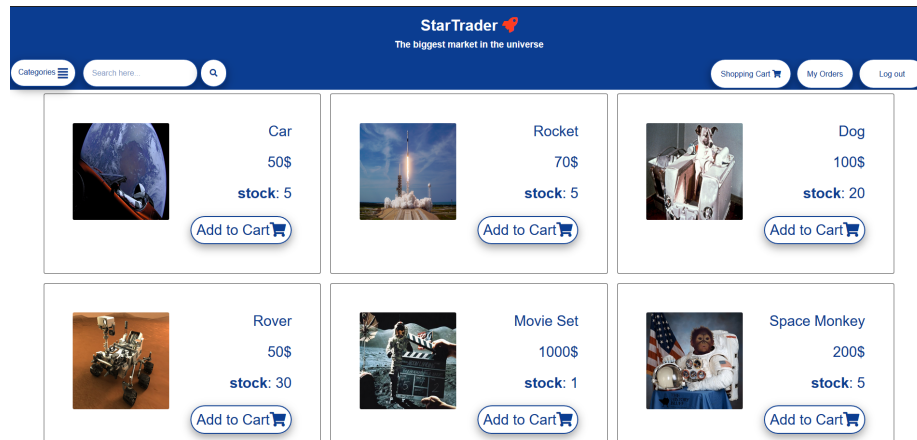 StarTrader
The biggest market in the universe
Categories
Search here...
Shopping Cart
My Orders
Log out
Car
50$
stock: 5
Add to Cart
Rocket
70$
stock: 5
Add to Cart
Dog
100$
stock: 20
Add to Cart
Rover
50$
stock: 30
Add to Cart
Movie Set
1000$
stock: 1
Add to Cart
Space Monkey
200$
stock: 5
Add to Cart